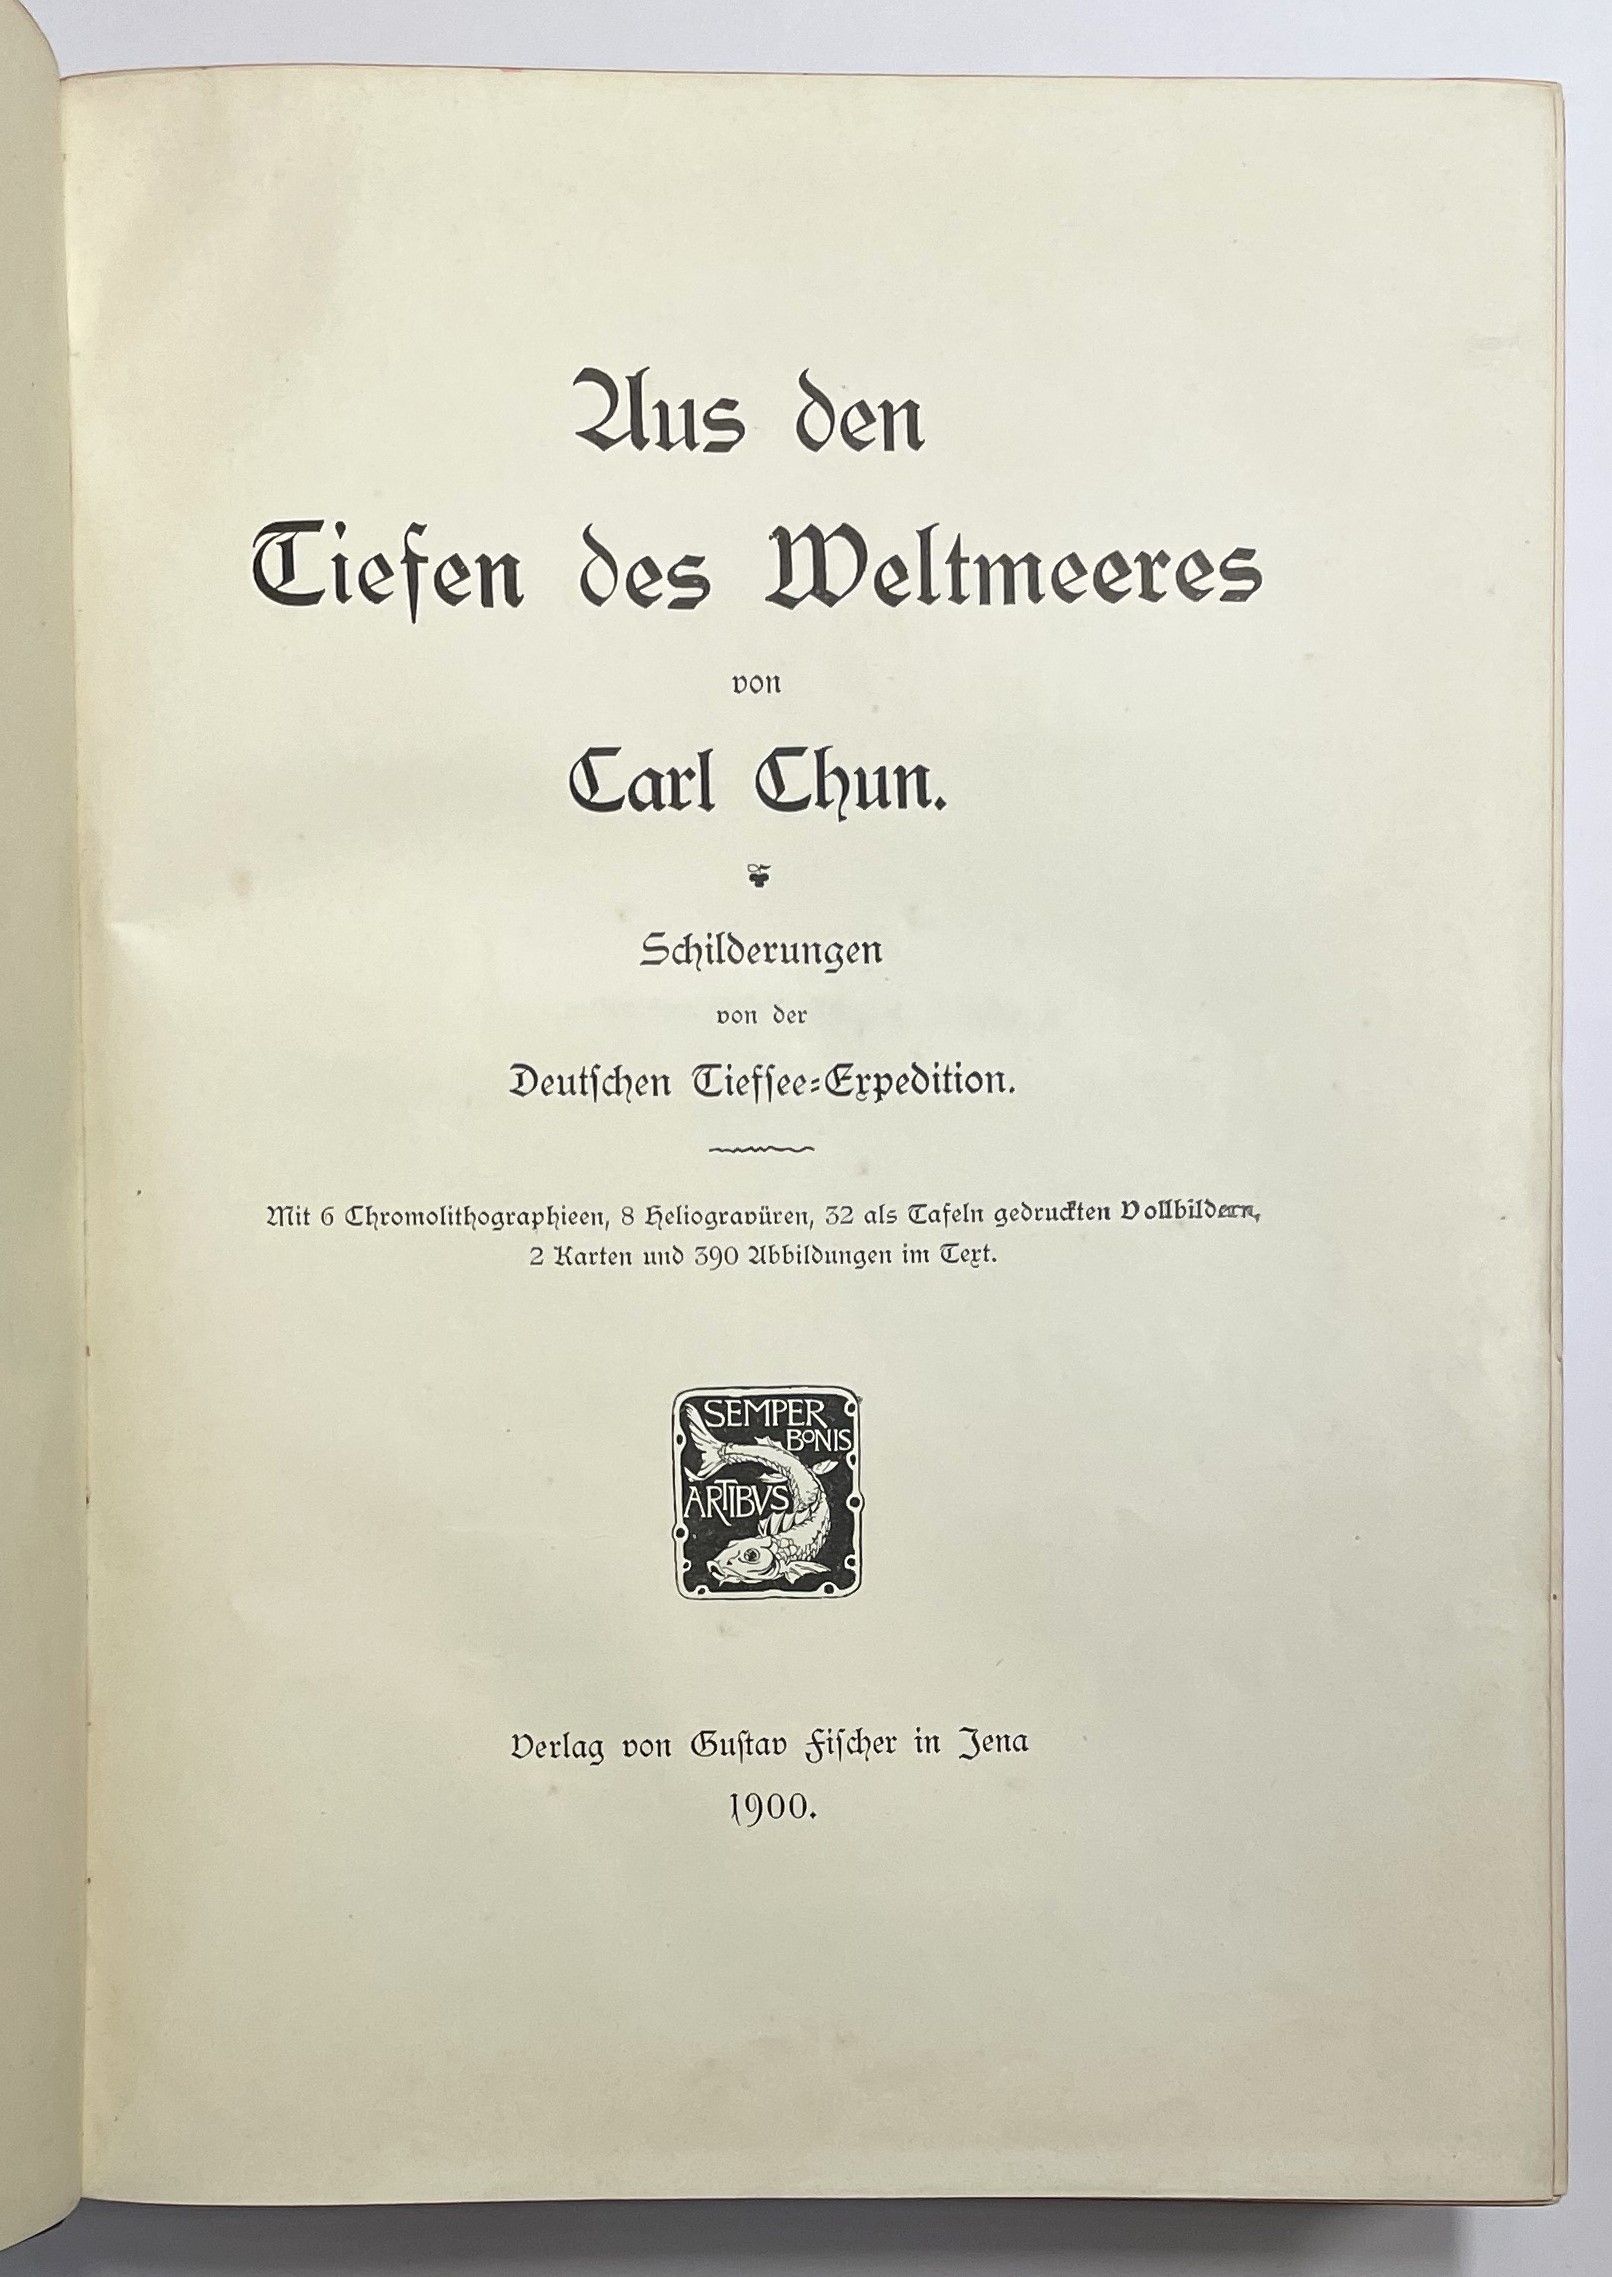 Aus den
Tiefen des Weltmeeres
von
Carl Chun.
Schilderungen
von der
Deutſchen Tiefſee-Expedition.
Mit 6 Chromolithographieen, 8 Heliogravüren, 32 als Tafeln gedruckten Vollbildern,
2 Karten und 390 Abbildungen im Text.
SEMPER
BONIS
ARTIBVS
Verlag von Guſtav Fiſcher in Jena
1900.